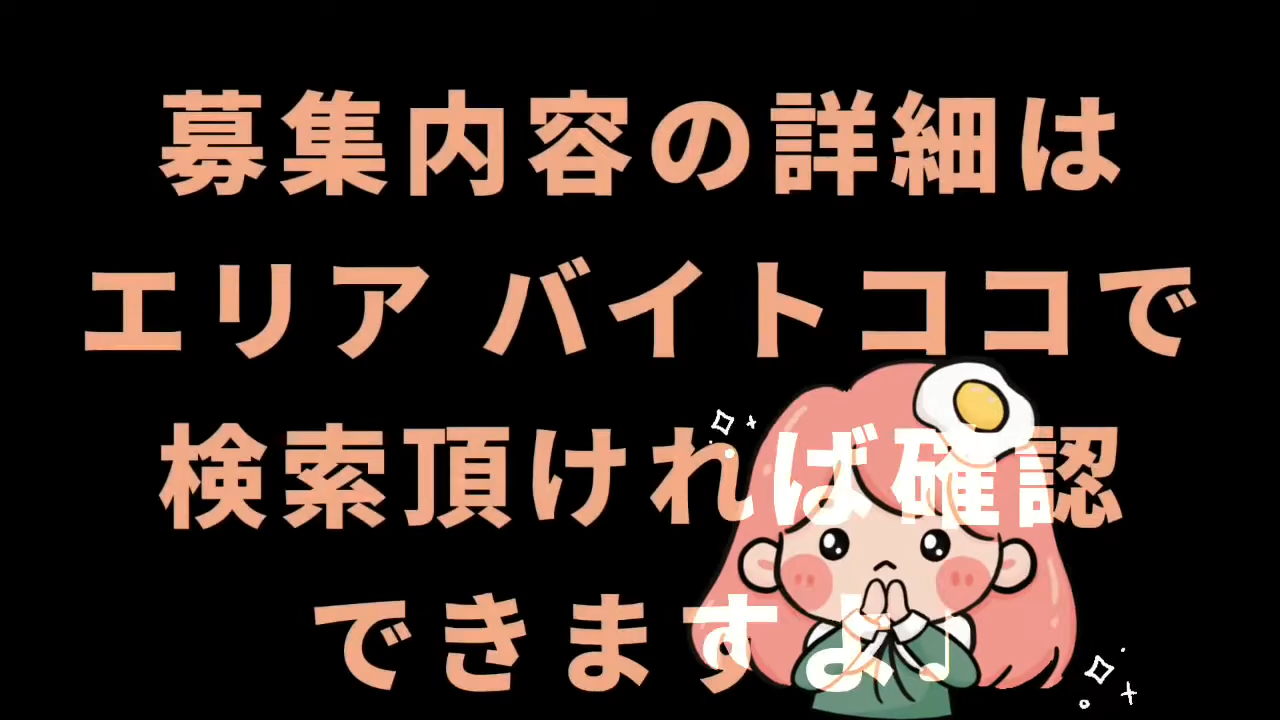 募集内容の詳細は
エリア バイトココで
検索頂ければ確認
できますよ♩